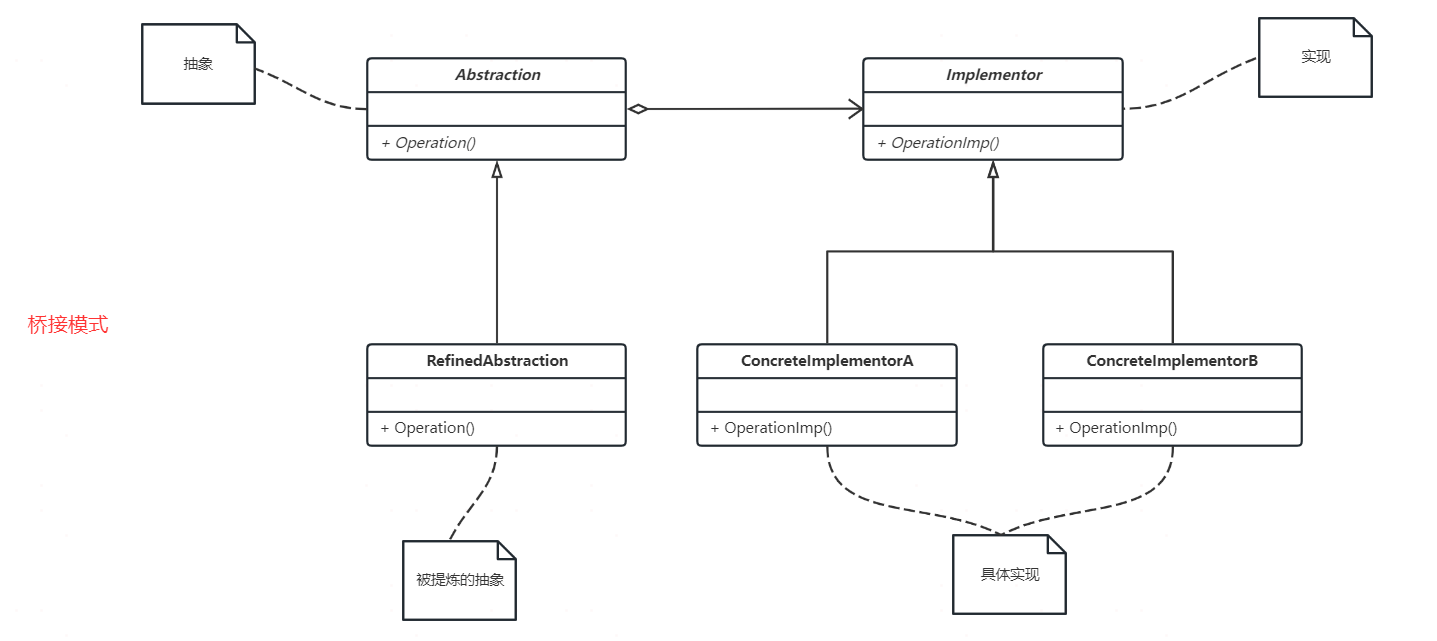 抽象
Abstraction
+ Operation()
Implementor
+ OperationImp()
实现
桥接模式
RefinedAbstraction
+ Operation()
ConcreteImplementorA
+ OperationImp()
ConcreteImplementorB
+ OperationImp()
被提炼的抽象
具体实现